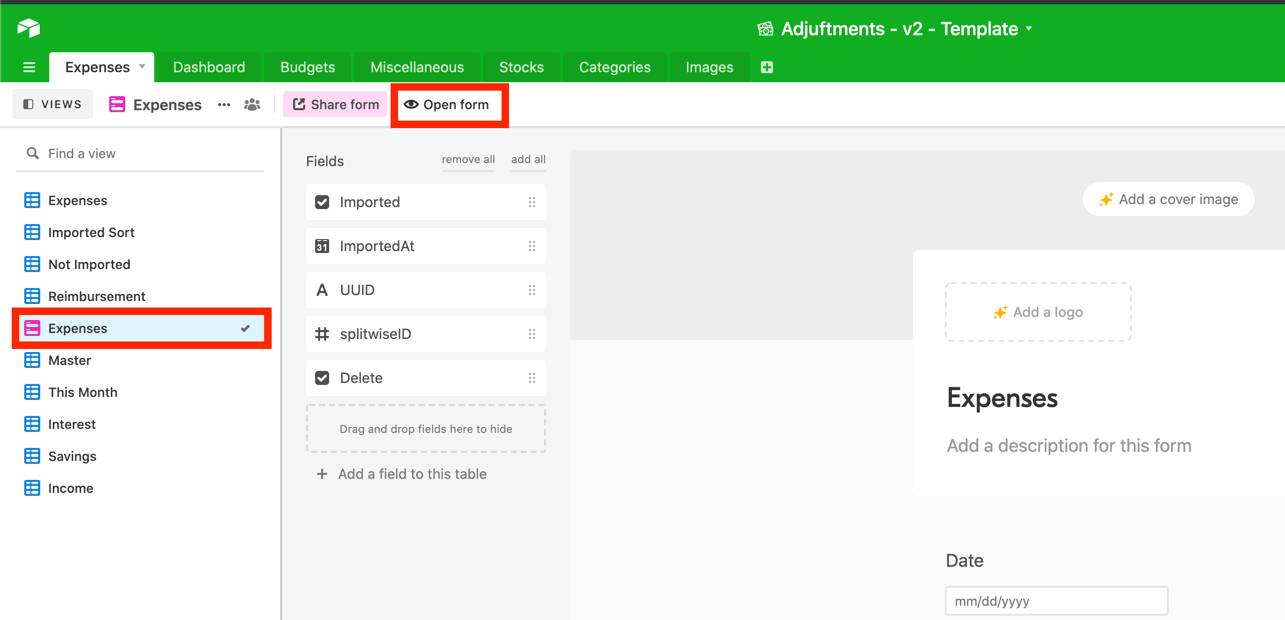 Adjuftments - v2 - Template
Expenses Dashboard Budgets Miscellaneous Stocks Categories Images
VIEWS Expenses Share form Open form
Find a view
Expenses
Imported Sort
Not Imported
Reimbursement
Expenses
Master
This Month
Interest
Savings
Income
Fields remove all add all
Imported
31 ImportedAt
A UUID
# splitwiseID
Delete
Drag and drop fields here to hide
+ Add a field to this table
Add a cover image
Add a logo
Expenses
Add a description for this form
Date
mm/dd/yyyy